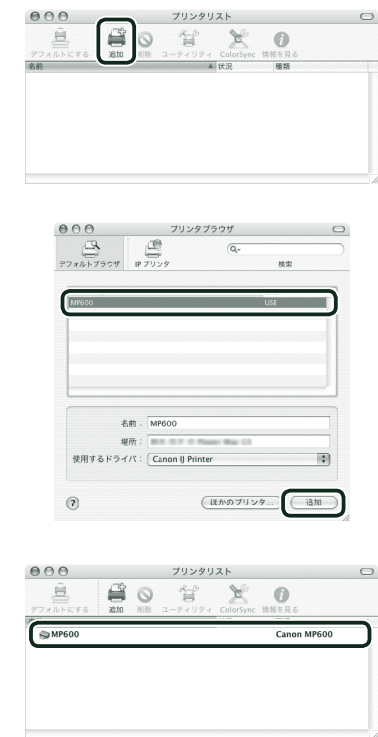 プリンタリスト
デフォルトにする 追加 削除 ユーティリティ ColorSync 情報を見る
名前 状況 種類
プリンタブラウザ
デフォルトブラウザ IP プリンタ 検索
MP600 USE
名前： MP600
場所：
使用するドライバ： Canon IJ Printer
? ほかのプリンタ... 追加
プリンタリスト
デフォルトにする 追加 削除 ユーティリティ ColorSync 情報を見る
MP600 Canon MP600